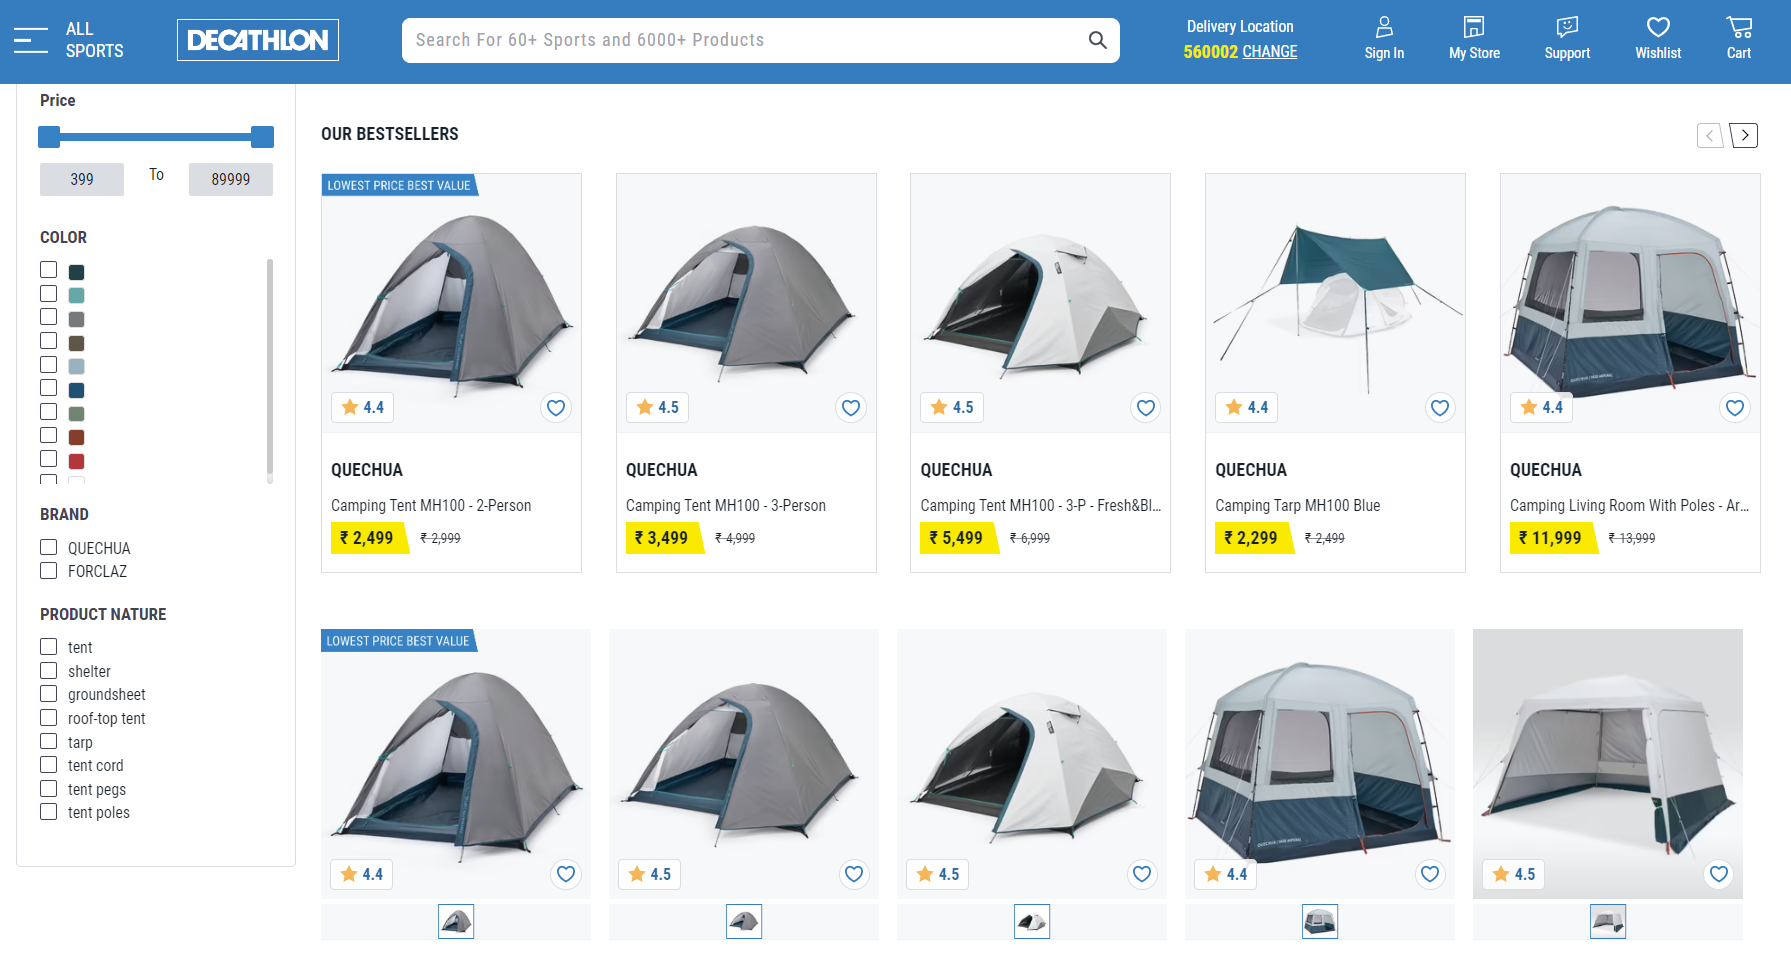 ALL
SPORTS
DECATHLON
Search For 60+ Sports and 6000+ Products
Delivery Location
560002 CHANGE
Sign In
My Store
Support
Wishlist
Cart
Price
399
To
89999
COLOR
BRAND
QUECHUA
FORCLAZ
PRODUCT NATURE
tent
shelter
groundsheet
roof-top tent
tarp
tent cord
tent pegs
tent poles
OUR BESTSELLERS
LOWEST PRICE BEST VALUE
4.4
QUECHUA
Camping Tent MH100 - 2-Person
₹ 2,499 ₹ 2,999
4.5
QUECHUA
Camping Tent MH100 - 3-Person
₹ 3,499 ₹ 4,999
4.5
QUECHUA
Camping Tent MH100 - 3-P - Fresh&Bl...
₹ 5,499 ₹ 6,999
4.4
QUECHUA
Camping Tarp MH100 Blue
₹ 2,299 ₹ 2,499
4.4
QUECHUA
Camping Living Room With Poles - Ar...
₹ 11,999 ₹ 13,999
LOWEST PRICE BEST VALUE
4.4
4.5
4.5
4.4
4.5